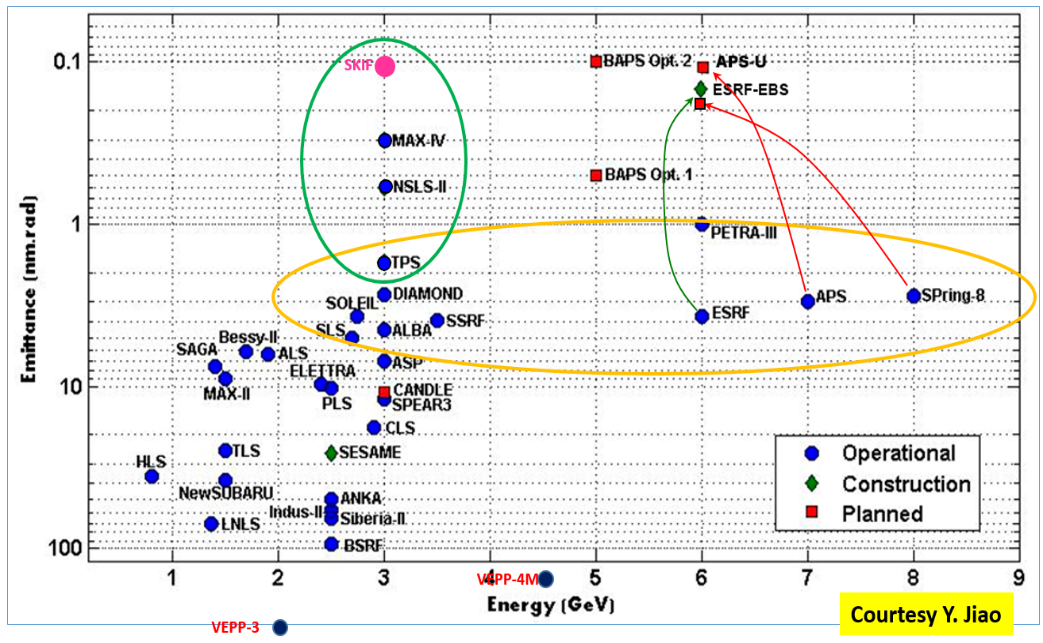 0.1
SKIF
BAPS Opt. 2
APS-U
ESRF-EBS
MAX-IV
NSLS-II
BAPS Opt. 1
1
PETRA-III
TPS
DIAMOND
SOLEIL
APS
SPring-8
ESRF
SSRF
SLS
ALBA
Bessy-II
SAGA
ALS
ASP
ELETTRA
10
MAX-II
PLS
CANDLE
SPEAR3
CLS
TLS
SESAME
HLS
NewSUBARU
ANKA
Indus-II
Siberia-II
LNLS
BSRF
100
Emittance (nm.rad)
Operational
Construction
Planned
1 2 3 4 5 6 7 8 9
VEPP-4M
Energy (GeV)
Courtesy Y. Jiao
VEPP-3